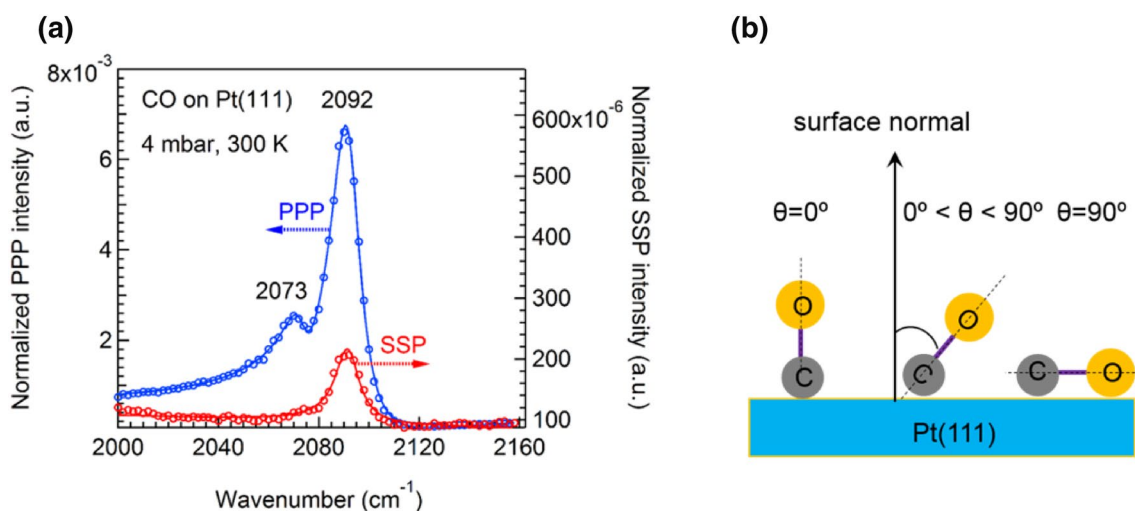 (a)
(b)
8x10⁻³
6
4
2
Normalized PPP intensity (a.u.)
CO on Pt(111)
4 mbar, 300 K
2092
2073
PPP
SSP
600x10⁻⁶
500
400
300
200
100
Normalized SSP intensity (a.u.)
2000
2040
2080
2120
2160
Wavenumber (cm⁻¹)
surface normal
θ=0º
0º < θ < 90º
θ=90º
O
C
O
C
C
O
Pt(111)